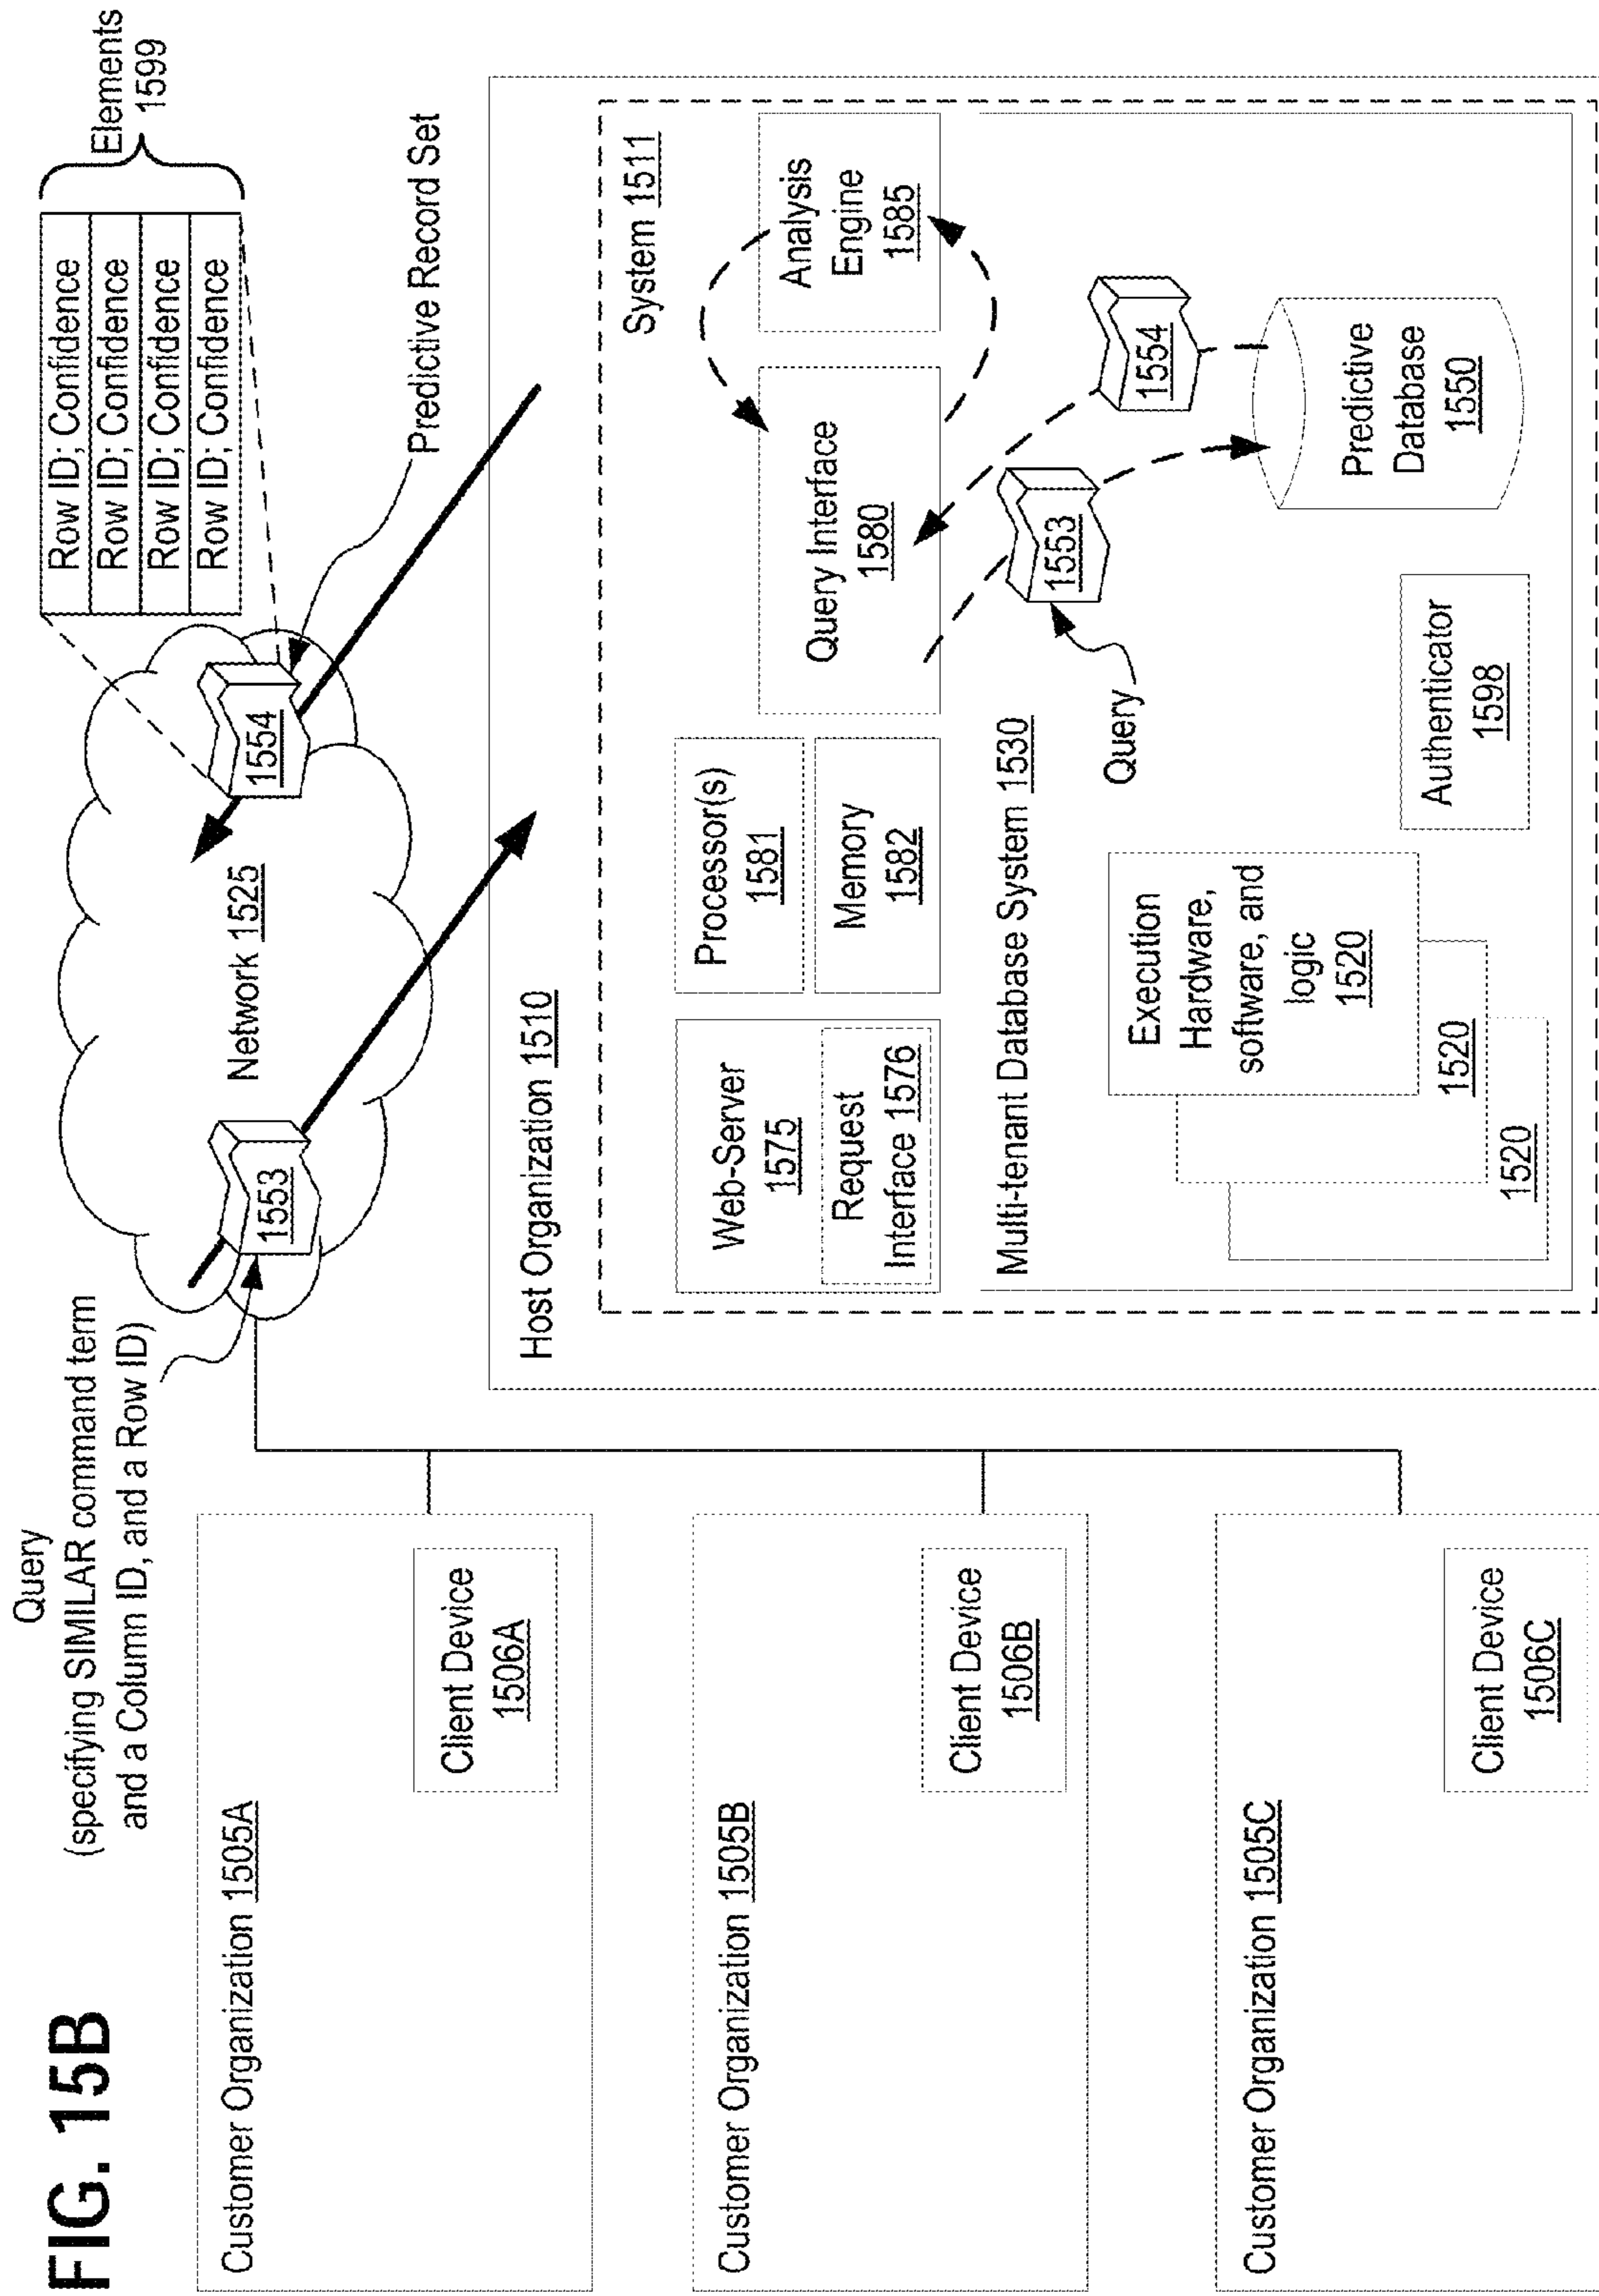 FIG. 15B
Query
(specifying SIMILAR command term
and a Column ID, and a Row ID)
Customer Organization 1505A
Client Device
1506A
Customer Organization 1505B
Client Device
1506B
Customer Organization 1505C
Client Device
1506C
1553
Network 1525
1554
Row ID; Confidence
Row ID; Confidence
Row ID; Confidence
Row ID; Confidence
Elements
1599
Predictive Record Set
Host Organization 1510
System 1511
Web-Server
1575
Request
Interface 1576
Processor(s)
1581
Memory
1582
Query Interface
1580
Analysis
Engine
1585
Multi-tenant Database System 1530
Query
1553
1554
Execution
Hardware,
software, and
logic
1520
1520
1520
Authenticator
1598
Predictive
Database
1550